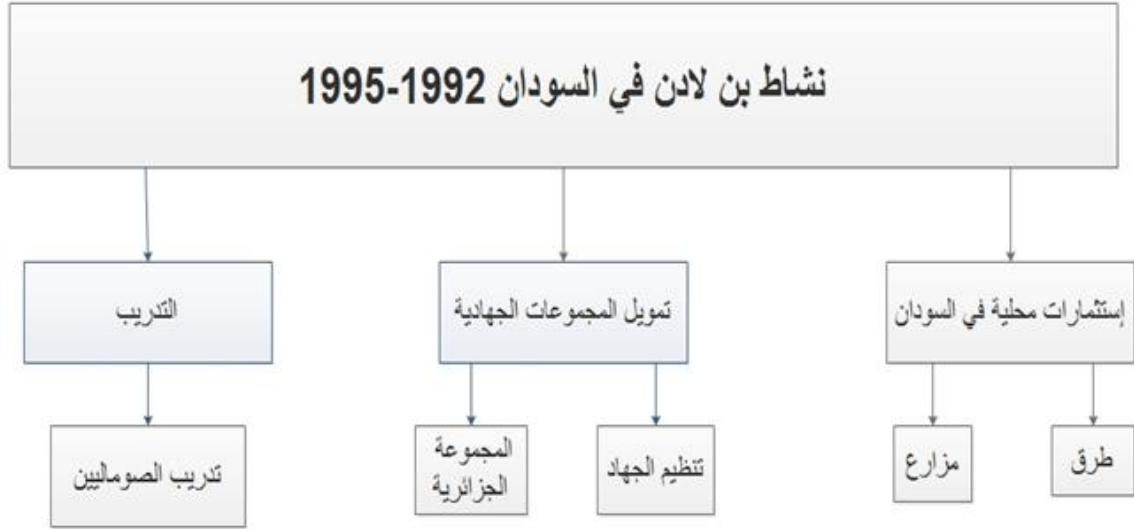 نشاط بن لادن في السودان 1992-1995
إستثمارات محلية في السودان
تمويل المجموعات الجهادية
التدريب
طرق
مزارع
تنظيم الجهاد
المجموعة
الجزائرية
تدريب الصوماليين